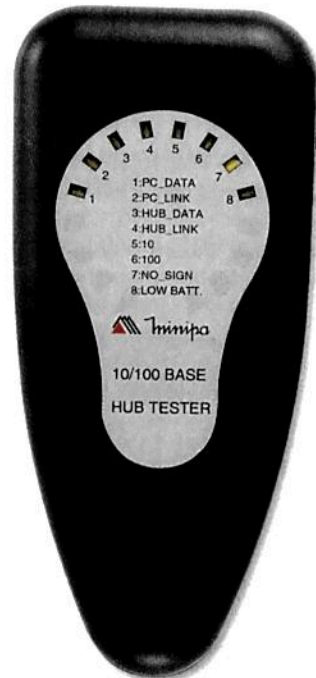 1 2 3 4 5 6 7 8
1:PC_DATA
2:PC_LINK
3:HUB_DATA
4:HUB_LINK
5:10
6:100
7:NO_SIGN
8:LOW BATT.
minipa
10/100 BASE
HUB TESTER